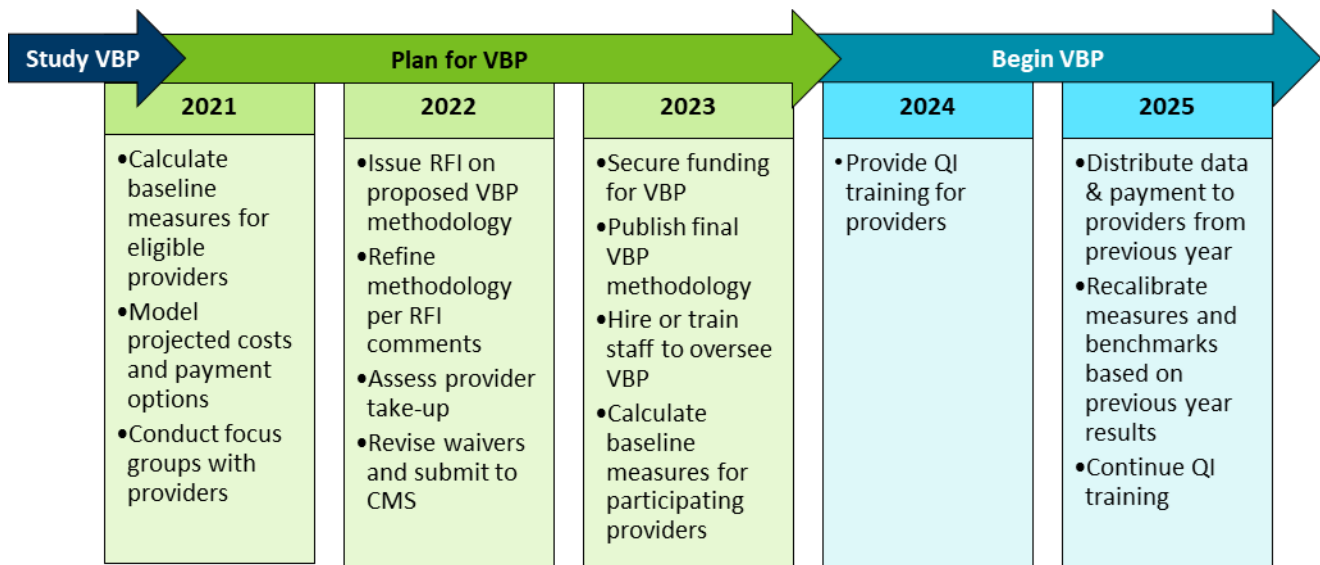 Study VBP
Plan for VBP
Begin VBP
2021
•Calculate
baseline
measures for
eligible
providers
•Model
projected costs
and payment
options
•Conduct focus
groups with
providers
2022
•Issue RFI on
proposed VBP
methodology
•Refine
methodology
per RFI
comments
•Assess provider
take-up
•Revise waivers
and submit to
CMS
2023
•Secure funding
for VBP
•Publish final
VBP
methodology
•Hire or train
staff to oversee
VBP
•Calculate
baseline
measures for
participating
providers
2024
•Provide QI
training for
providers
2025
•Distribute data
& payment to
providers from
previous year
•Recalibrate
measures and
benchmarks
based on
previous year
results
•Continue QI
training